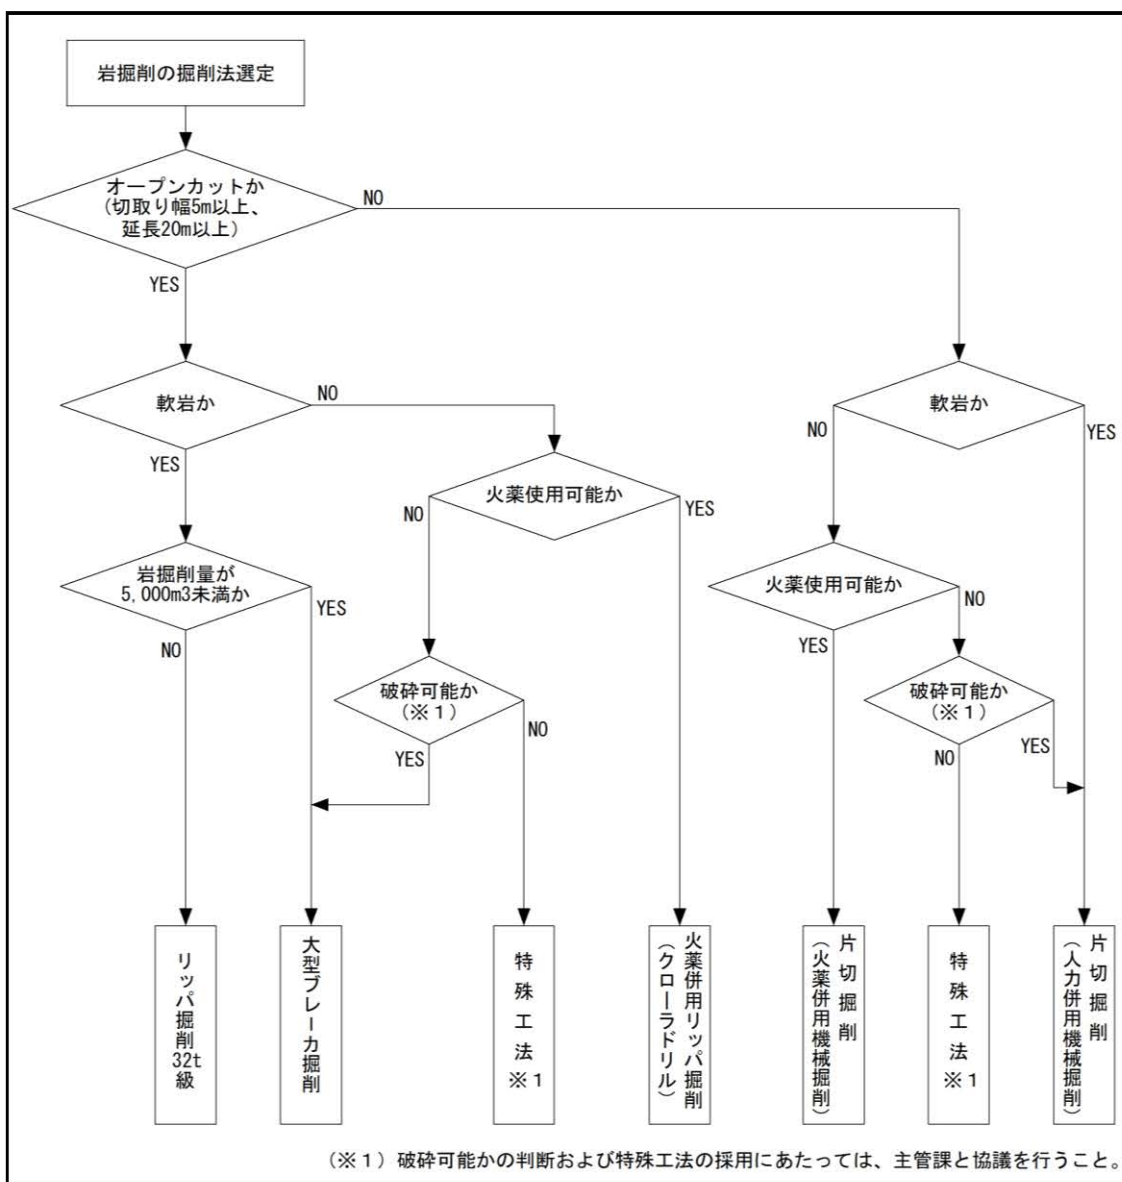 岩掘削の掘削法選定
オープンカットか
(切取り幅5m以上、
延長20m以上)
NO
YES
軟岩か
NO
YES
軟岩か
NO
YES
火薬使用可能か
NO
YES
岩掘削量が
5,000m3未満か
YES
NO
火薬使用可能か
NO
YES
破砕可能か
(※1)
NO
YES
破砕可能か
(※1)
YES
NO
リッパ掘削32t級
大型ブレーカ掘削
特殊工法※1
火薬併用リッパ掘削
(クローラドリル)
片切掘削
(火薬併用機械掘削)
特殊工法※1
片切掘削
(人力併用機械掘削)
(※1)破砕可能かの判断および特殊工法の採用にあたっては、主管課と協議を行うこと。